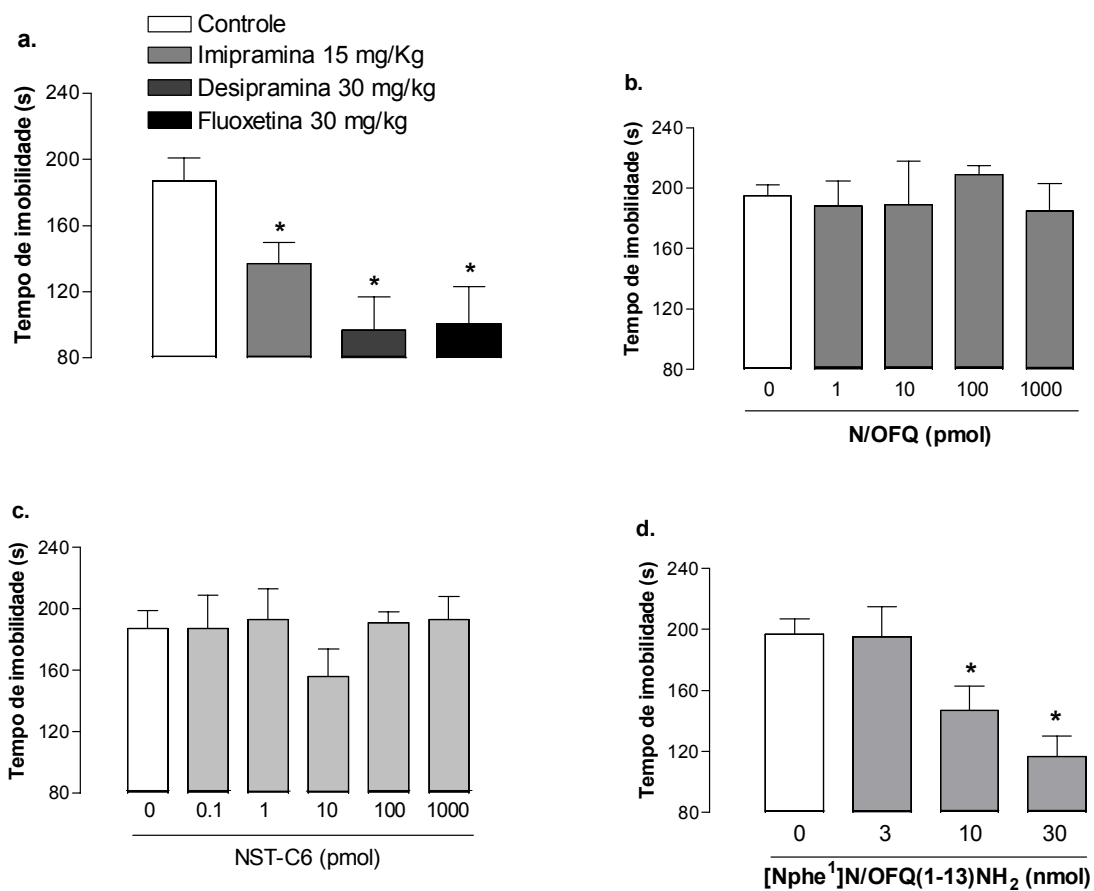 a.
Controle
Imipramina 15 mg/Kg
Desipramina 30 mg/kg
Fluoxetina 30 mg/kg
Tempo de imobilidade (s)
240
200
160
120
80
*
*
*
b.
Tempo de imobilidade (s)
240
200
160
120
80
0 1 10 100 1000
N/OFQ (pmol)
c.
Tempo de imobilidade (s)
240
200
160
120
80
0 0.1 1 10 100 1000
NST-C6 (pmol)
d.
Tempo de imobilidade (s)
240
200
160
120
80
*
*
0 3 10 30
[Nphe¹]N/OFQ(1-13)NH₂ (nmol)